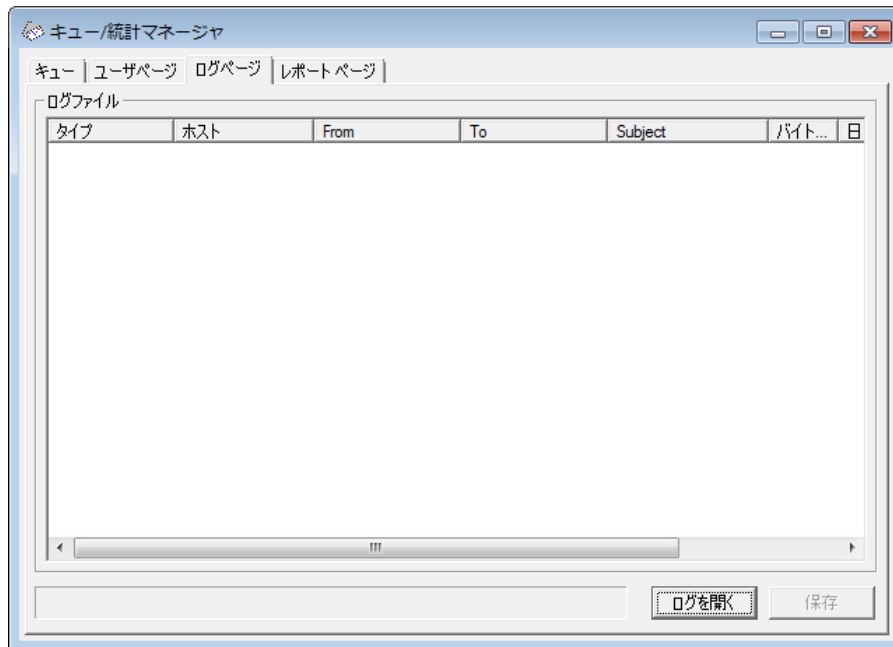 キュー/統計マネージャ
キュー ユーザページ ログページ レポート ページ
ログファイル
タイプ ホスト From To Subject バイト... 日
ログを開く 保存